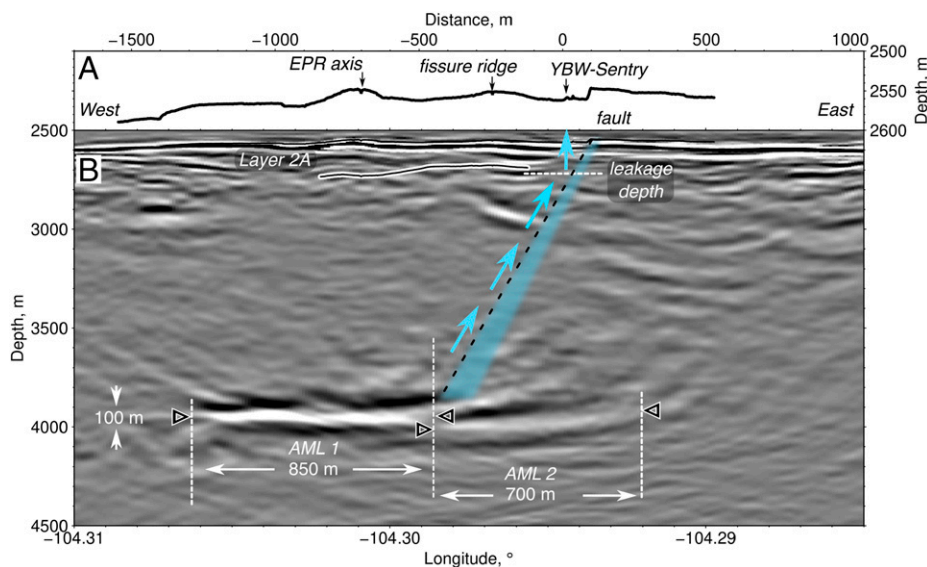 Distance, m
−1500 −1000 −500 0 500 1000
A
EPR axis fissure ridge YBW-Sentry
West East
fault
2500
2550
2600
Depth, m
2500
B
Layer 2A
leakage
depth
3000
Depth, m
3500
4000
100 m
AML 1
850 m
AML 2
700 m
4500
−104.31 −104.30 −104.29
Longitude, °